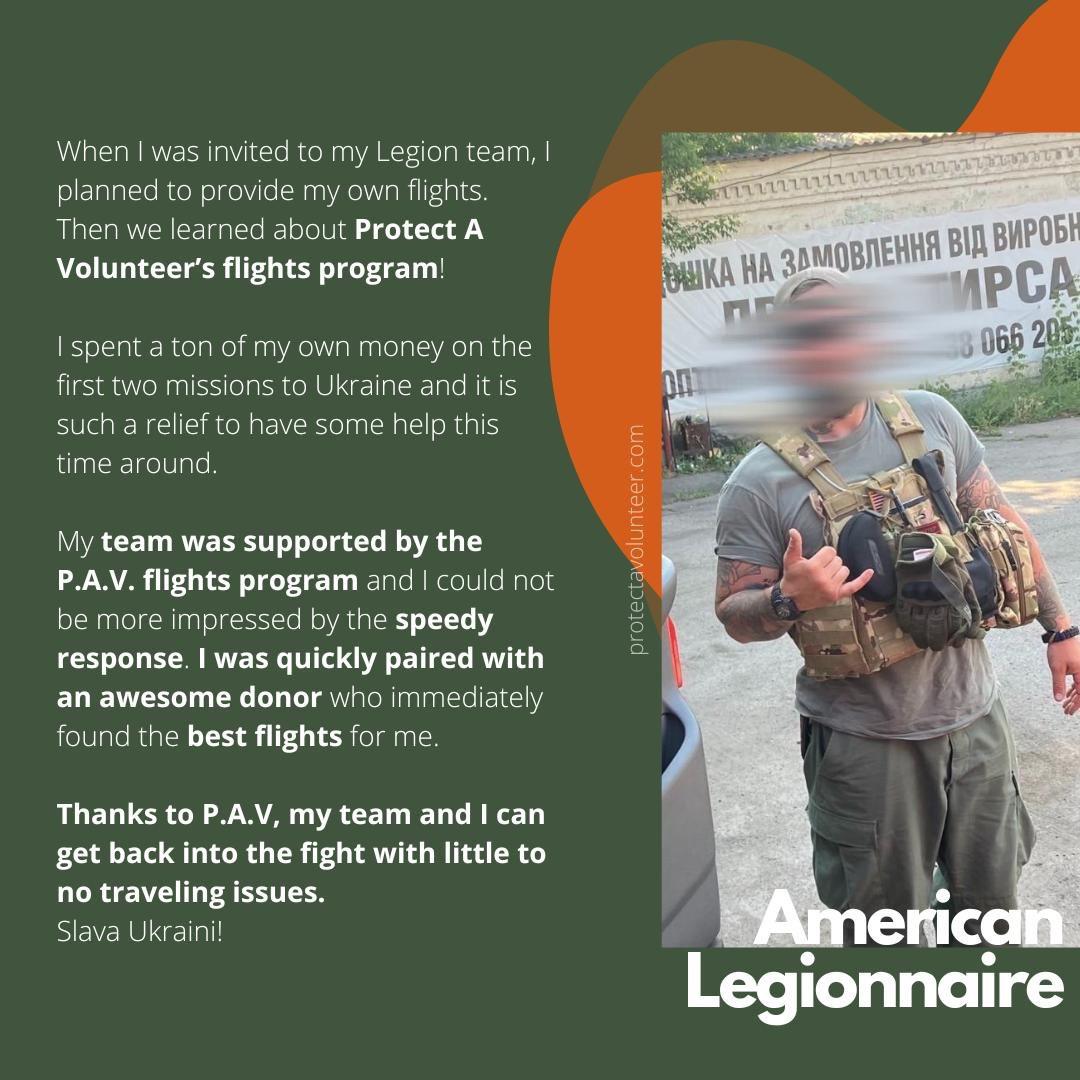 When I was invited to my Legion team, I
planned to provide my own flights.
Then we learned about Protect A
Volunteer’s flights program!
I spent a ton of my own money on the
first two missions to Ukraine and it is
such a relief to have some help this
time around.
My team was supported by the
P.A.V. flights program and I could not
be more impressed by the speedy
response. I was quickly paired with
an awesome donor who immediately
found the best flights for me.
Thanks to P.A.V, my team and I can
get back into the fight with little to
no traveling issues.
Slava Ukraini!
protectavolunteer.com
ОШКА НА ЗАМОВЛЕННЯ ВІД ВИРОБН
ИРСА
8 066 205
ОПТ
American
Legionnaire